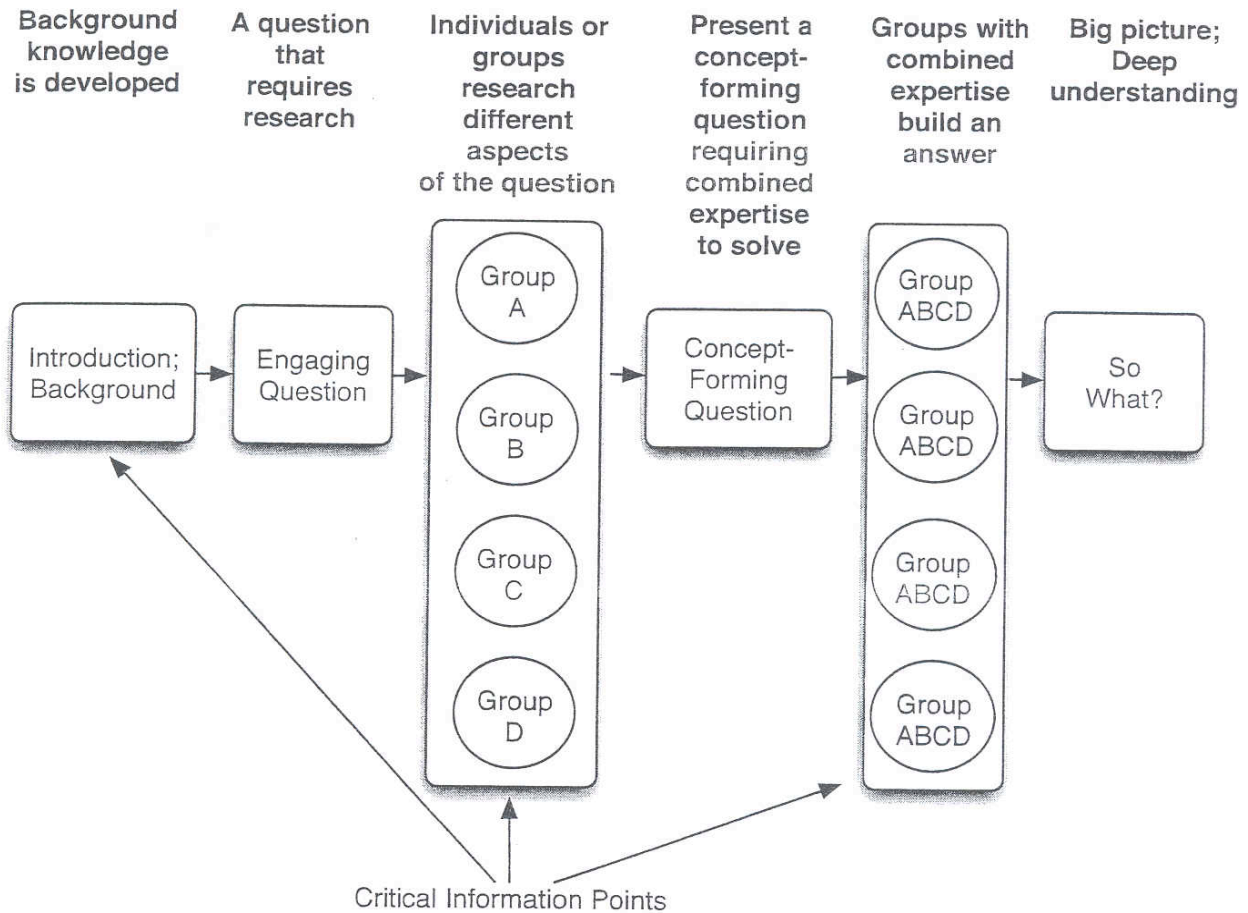 Background
knowledge
is developed
A question
that
requires
research
Individuals or
groups
research
different
aspects
of the question
Present a
concept-
forming
question
requiring
combined
expertise
to solve
Groups with
combined
expertise
build an
answer
Big picture;
Deep
understanding
Introduction;
Background
Engaging
Question
Group
A
Group
B
Group
C
Group
D
Concept-
Forming
Question
Group
ABCD
Group
ABCD
Group
ABCD
Group
ABCD
So
What?
Critical Information Points